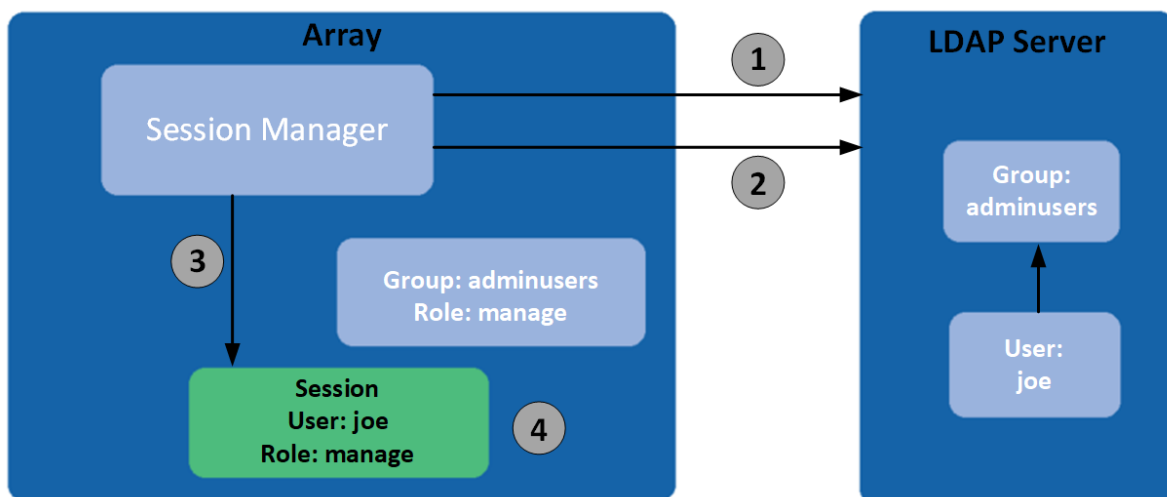 Array
Session Manager
1
2
3
Group: adminusers
Role: manage
Session
User: joe
Role: manage
4
LDAP Server
Group:
adminusers
User:
joe